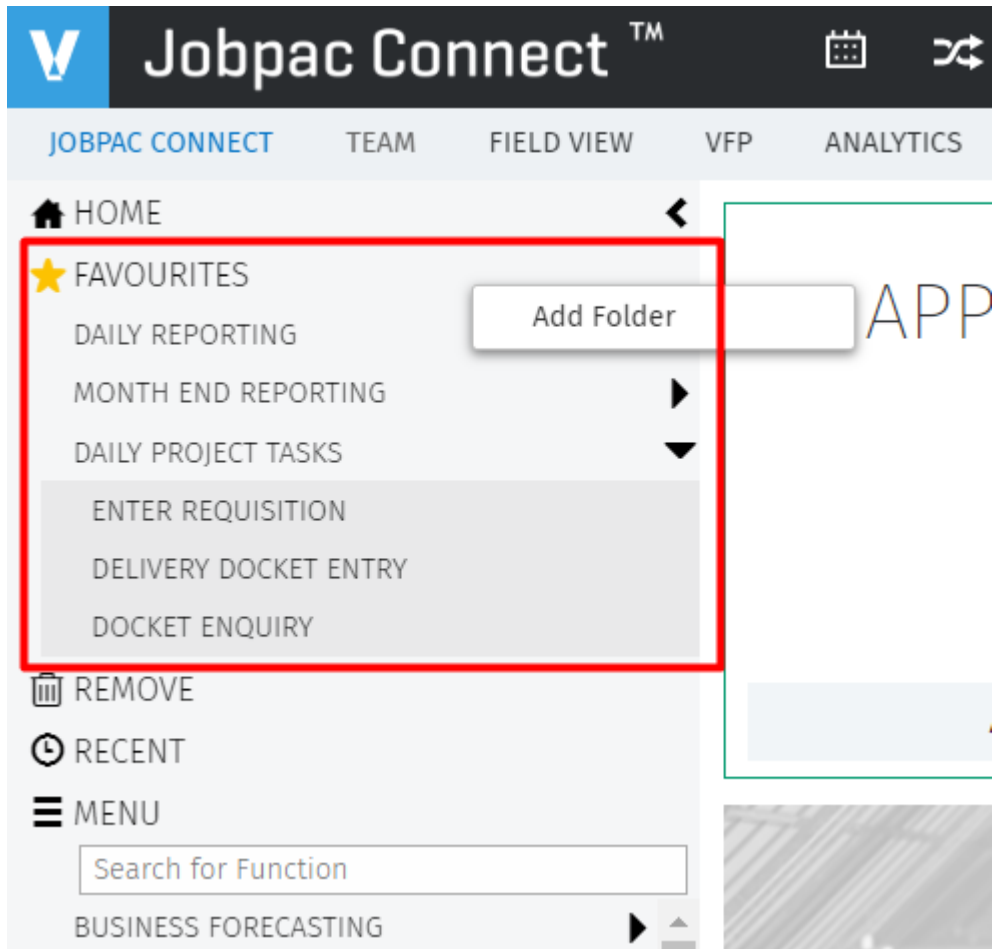 Jobpac Connect ™
JOBPAC CONNECT TEAM FIELD VIEW VFP ANALYTICS
HOME
FAVOURITES
Add Folder
APP
DAILY REPORTING
MONTH END REPORTING
DAILY PROJECT TASKS
ENTER REQUISITION
DELIVERY DOCKET ENTRY
DOCKET ENQUIRY
REMOVE
RECENT
MENU
Search for Function
BUSINESS FORECASTING